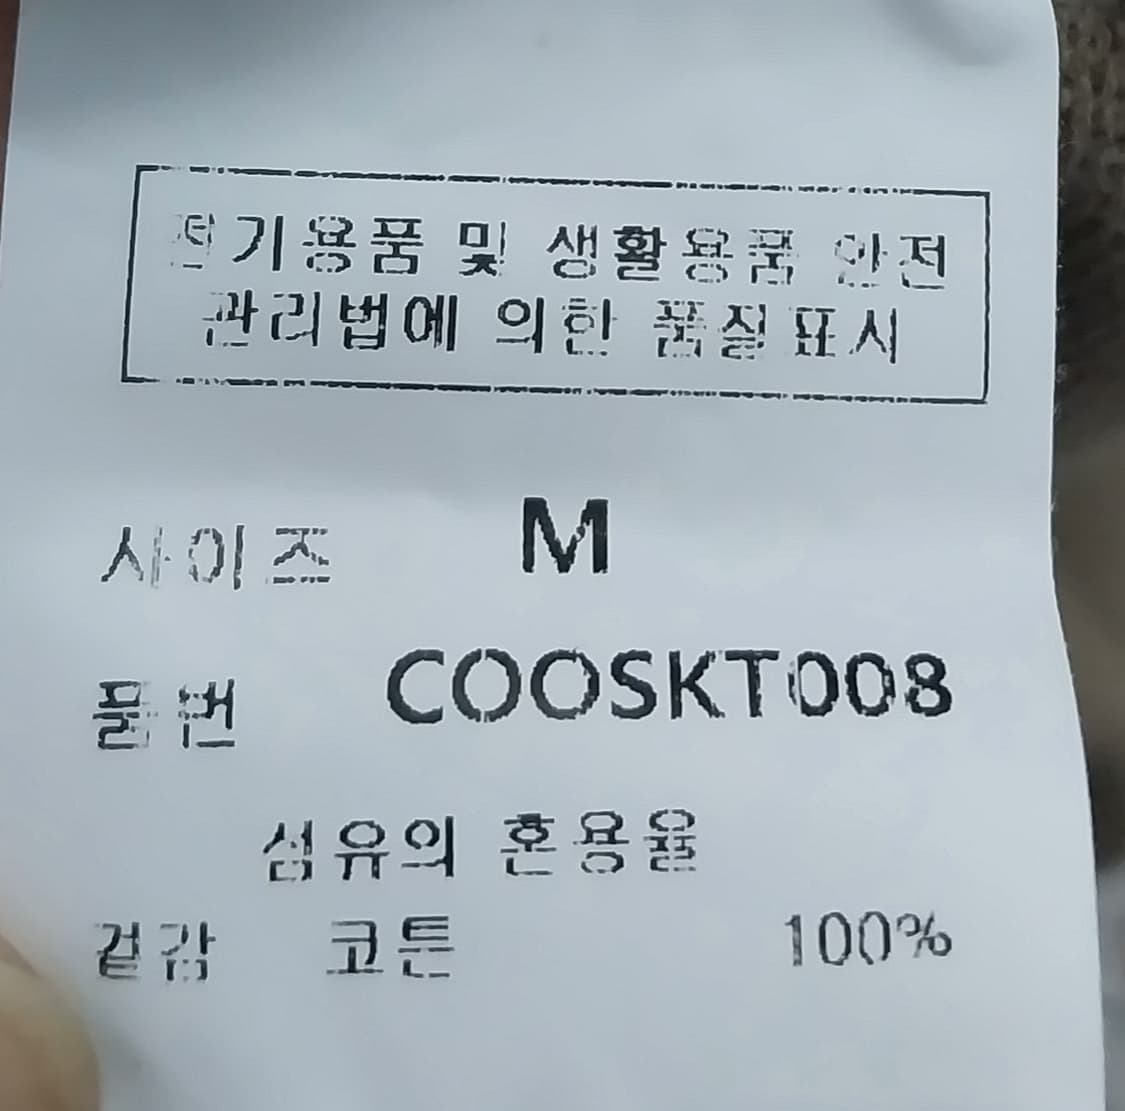 전기용품 및 생활용품 안전
관리법에 의한 품질표시
사이즈 M
품번 COOSKT008
섬유의 혼용율
겉감 코튼 100%